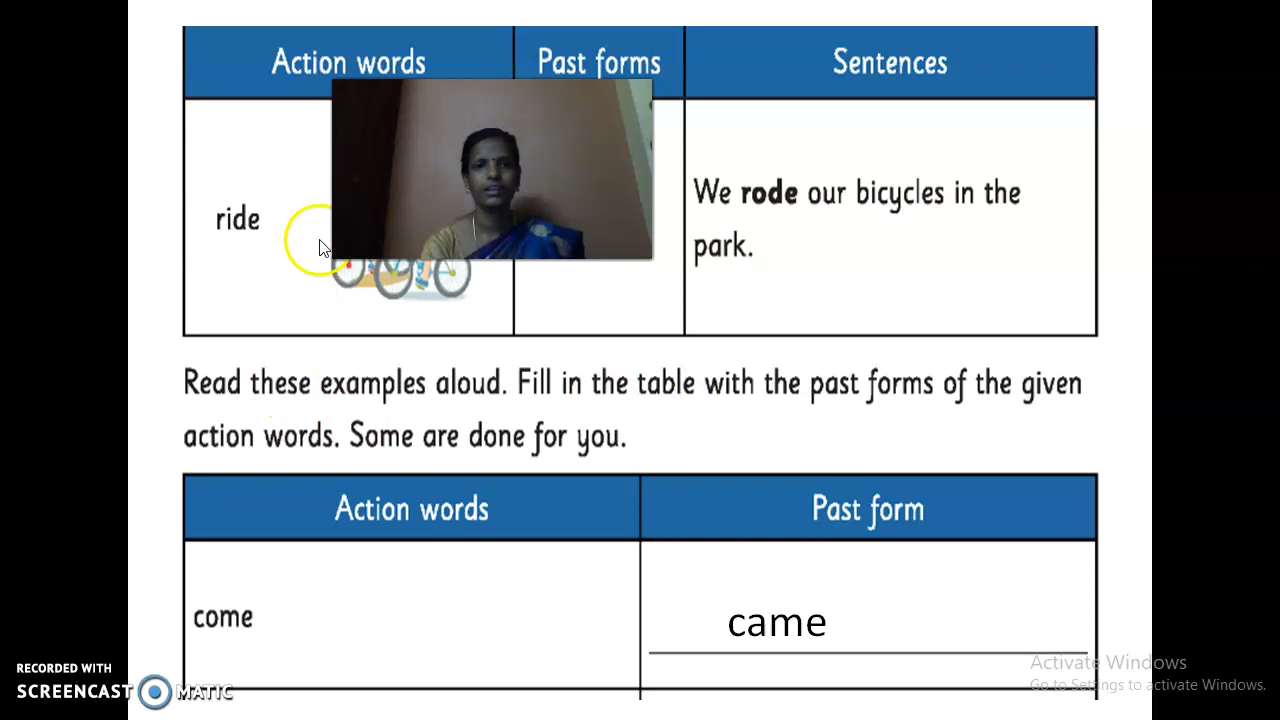 Action words Past forms Sentences
ride We rode our bicycles in the
park.
Read these examples aloud. Fill in the table with the past forms of the given
action words. Some are done for you.
Action words Past form
come came
Activate Windows
Go to Settings to activate Windows.
RECORDED WITH
SCREENCAST MATIC